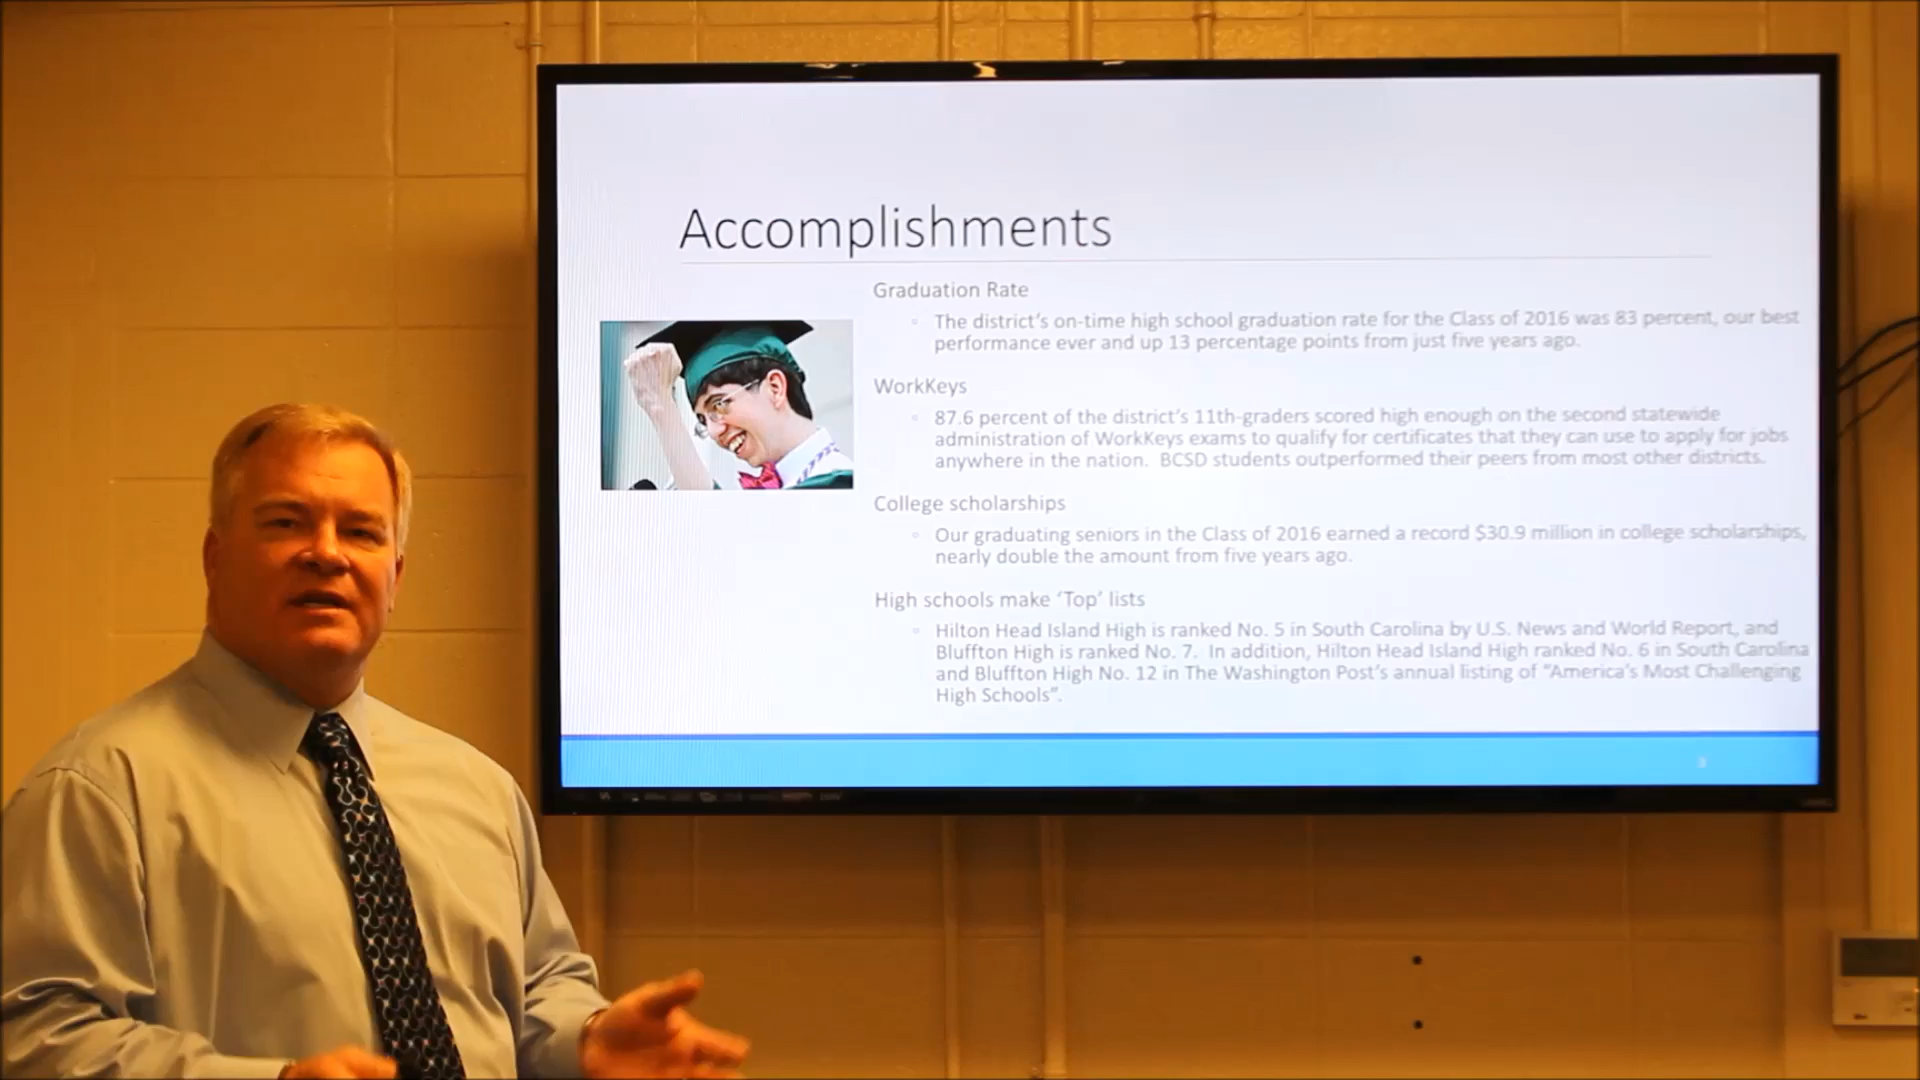 Accomplishments
Graduation Rate
The district's on-time high school graduation rate for the Class of 2016 was 83 percent, our best
performance ever and up 13 percentage points from just five years ago.
WorkKeys
87.6 percent of the district's 11th-graders scored high enough on the second statewide
administration of WorkKeys exams to qualify for certificates that they can use to apply for jobs
anywhere in the nation. BCSD students outperformed their peers from most other districts.
College scholarships
Our graduating seniors in the Class of 2016 earned a record $30.9 million in college scholarships,
nearly double the amount from five years ago.
High schools make ‘Top’ lists
Hilton Head Island High is ranked No. 5 in South Carolina by U.S. News and World Report, and
Bluffton High is ranked No. 7. In addition, Hilton Head Island High ranked No. 6 in South Carolina
and Bluffton High No. 12 in The Washington Post's annual listing of “America's Most Challenging
High Schools”.
3